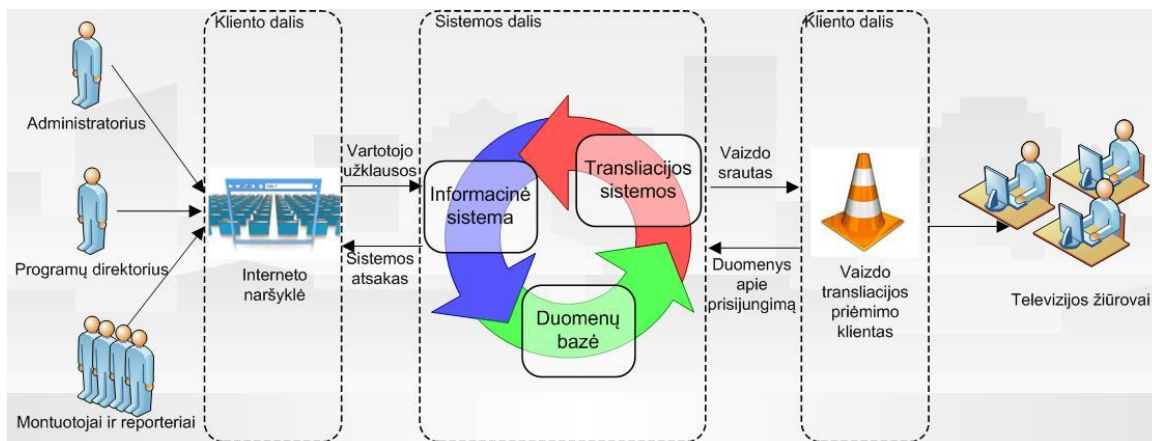 Kliento dalis
Sistemos dalis
Kliento dalis
Administratorius
Programų direktorius
Montuotojai ir reporteriai
Interneto
naršyklė
Vartotojo
užklausos
Sistemos
atsakas
Informacinė
sistema
Transliacijos
sistemos
Duomenų
bazė
Vaizdo
srautas
Duomenys
apie
prisijungimą
Vaizdo
transliacijos
priėmimo
klientas
Televizijos žiūrovai